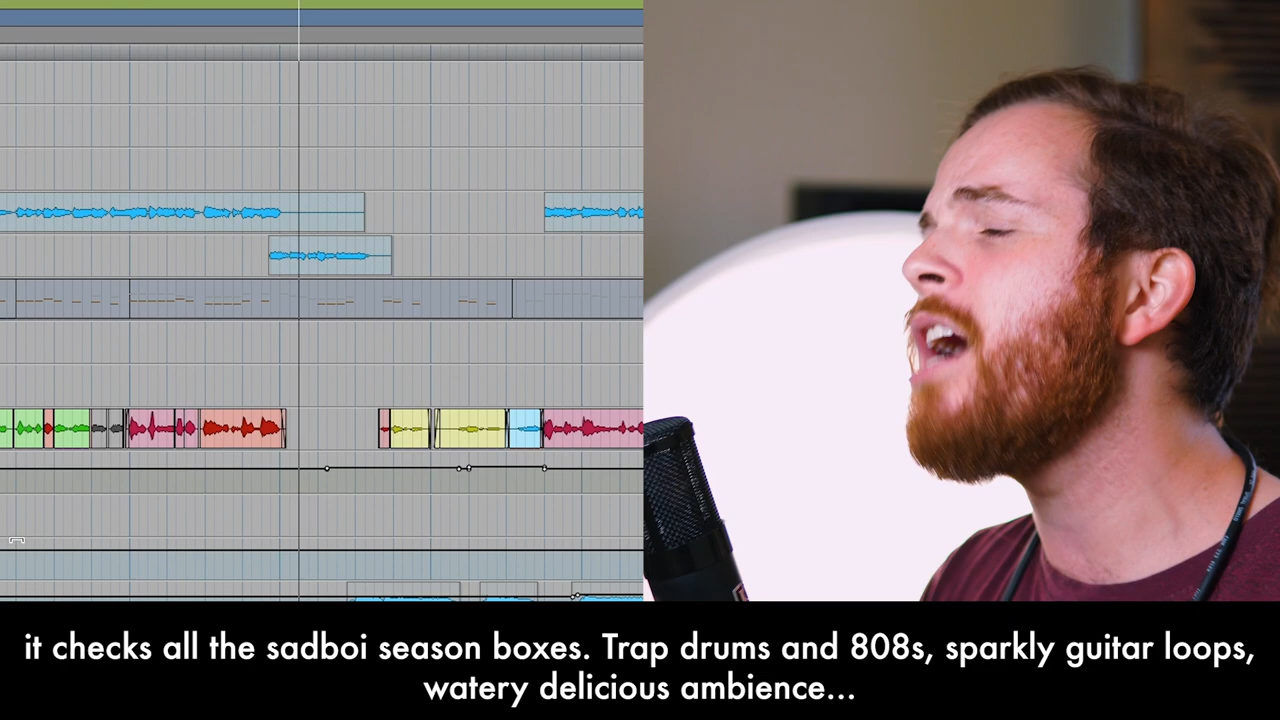 it checks all the sadboi season boxes. Trap drums and 808s, sparkly guitar loops,
watery delicious ambience...